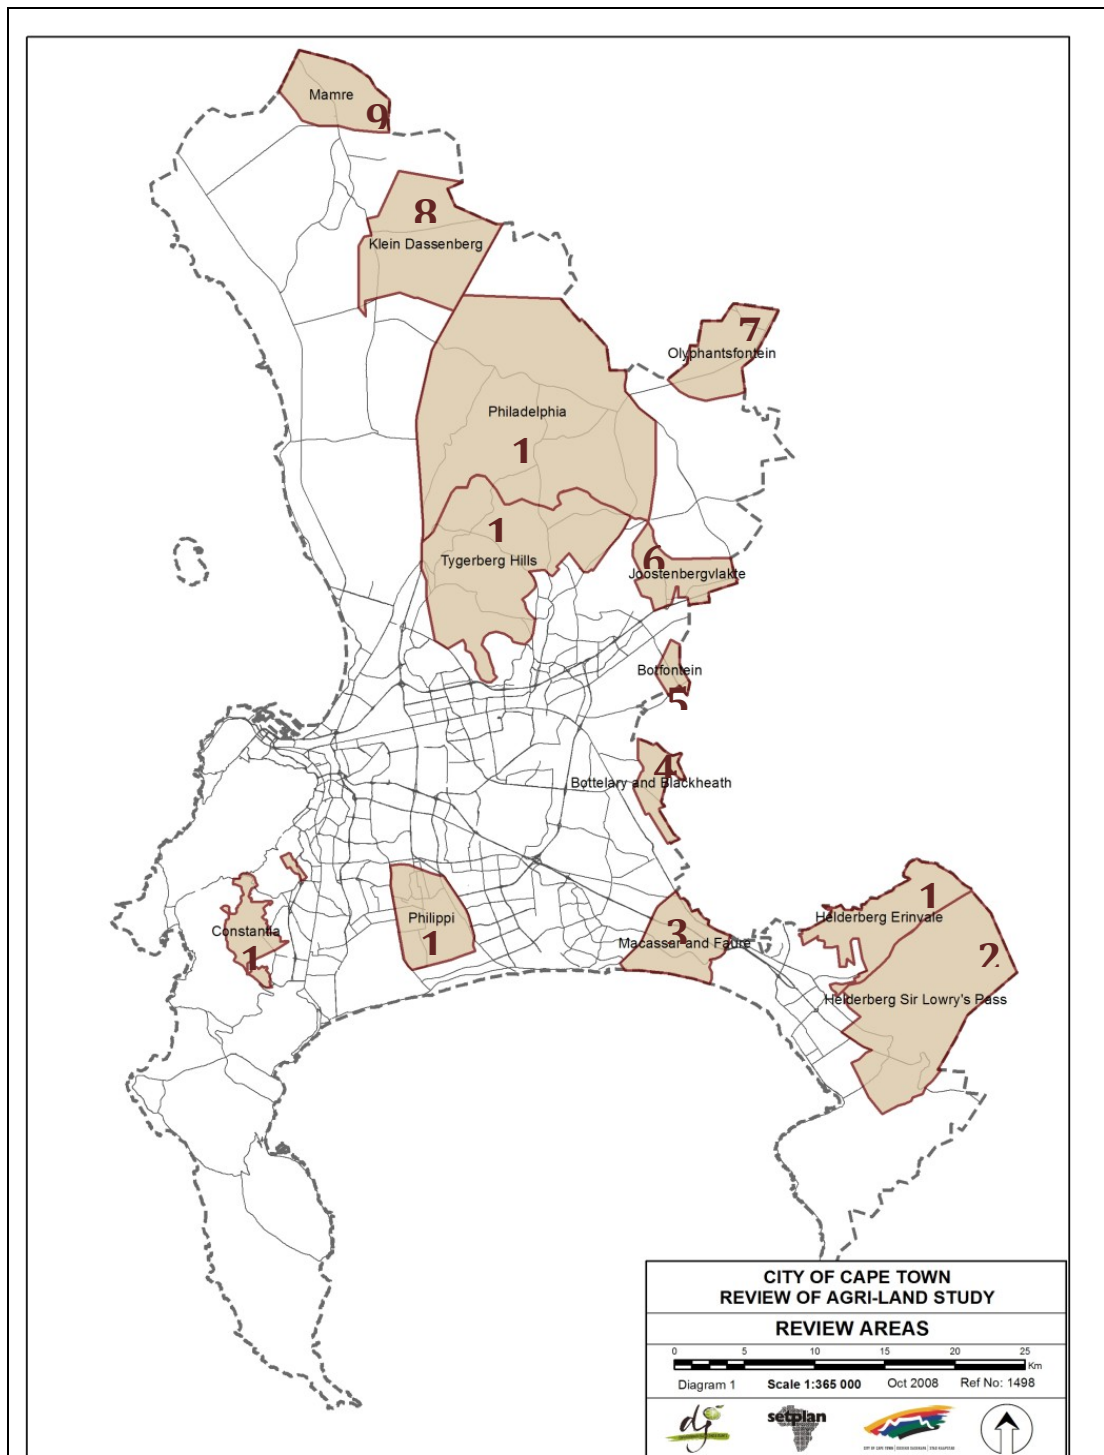 Mamre
9
8
Klein Dassenberg
7
Olyphantsfontein
Philadelphia
1
1
Tygerberg Hills
6
Joostenbergvlakte
Botfontein
5
4
Bottelary and Blackheath
Constantia
1
Philippi
1
3
Macassar and Faure
1
Helderberg Erinvale
2
Helderberg Sir Lowry's Pass
CITY OF CAPE TOWN
REVIEW OF AGRI-LAND STUDY
REVIEW AREAS
0 5 10 15 20 25
Km
Diagram 1 Scale 1:365 000 Oct 2008 Ref No: 1498
dj setplan